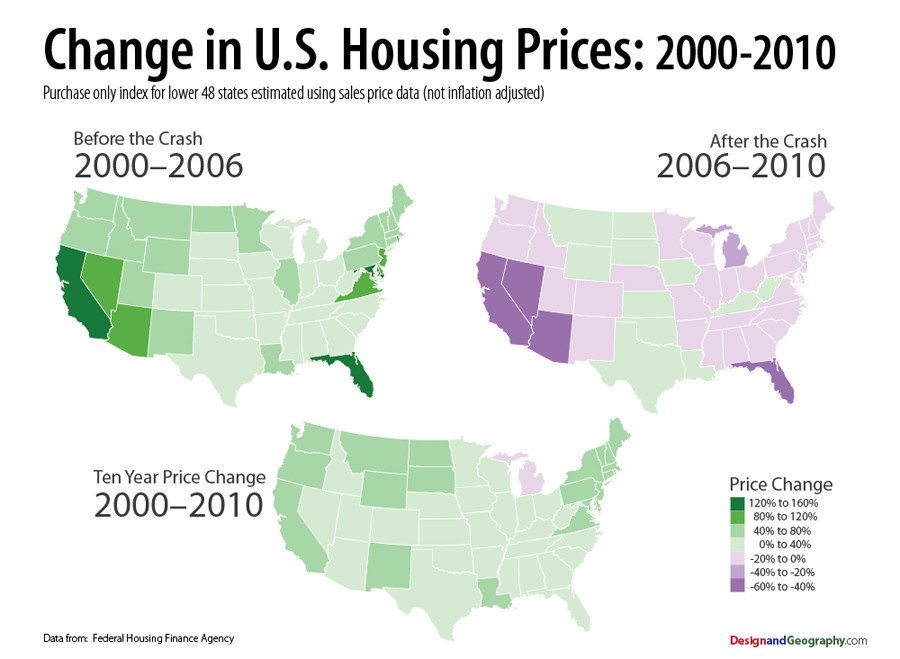 Change in U.S. Housing Prices: 2000-2010
Purchase only index for lower 48 states estimated using sales price data (not inflation adjusted)
Before the Crash
2000–2006
After the Crash
2006–2010
Ten Year Price Change
2000–2010
Price Change
120% to 160%
80% to 120%
40% to 80%
0% to 40%
-20% to 0%
-40% to -20%
-60% to -40%
Data from: Federal Housing Finance Agency
DesignandGeography.com